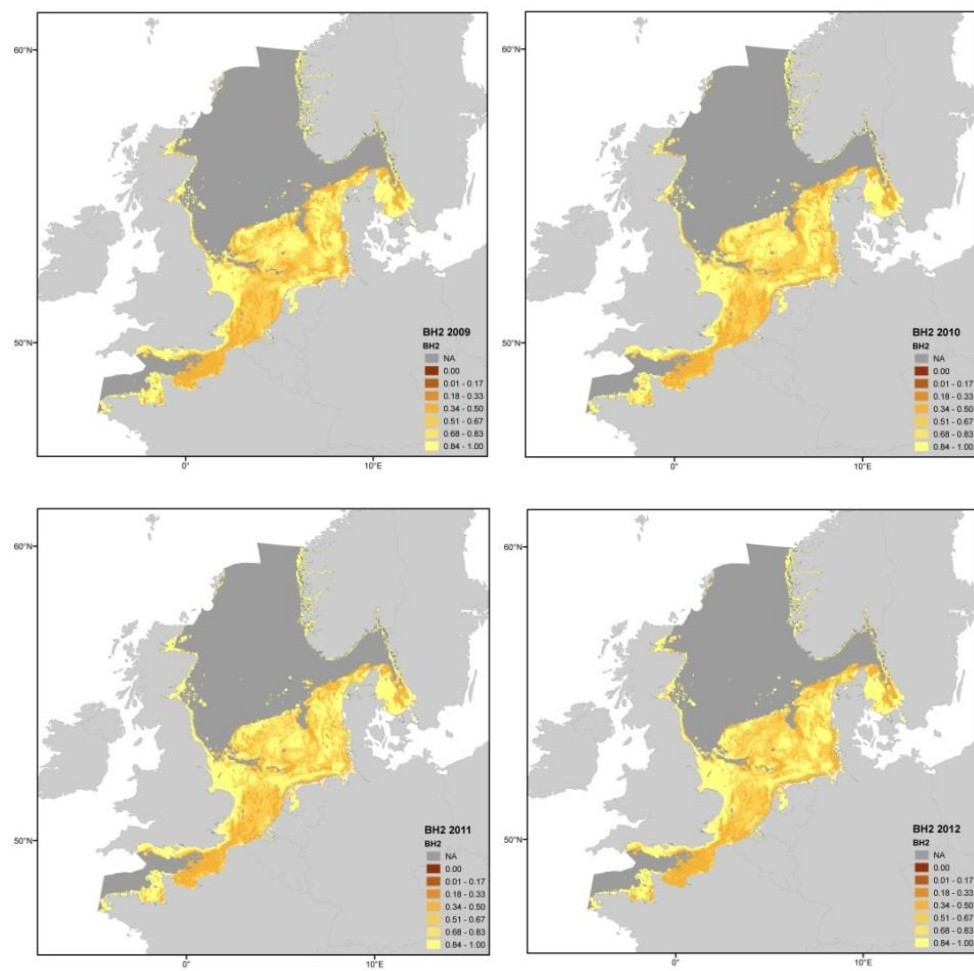 60°N
50°N
0°
10°E
BH2 2009
BH2
NA
0.00
0.01 - 0.17
0.18 - 0.33
0.34 - 0.50
0.51 - 0.67
0.68 - 0.83
0.84 - 1.00
60°N
50°N
0°
10°E
BH2 2010
BH2
NA
0.00
0.01 - 0.17
0.18 - 0.33
0.34 - 0.50
0.51 - 0.67
0.68 - 0.83
0.84 - 1.00
60°N
50°N
0°
10°E
BH2 2011
BH2
NA
0.00
0.01 - 0.17
0.18 - 0.33
0.34 - 0.50
0.51 - 0.67
0.68 - 0.83
0.84 - 1.00
60°N
50°N
0°
10°E
BH2 2012
BH2
NA
0.00
0.01 - 0.17
0.18 - 0.33
0.34 - 0.50
0.51 - 0.67
0.68 - 0.83
0.84 - 1.00